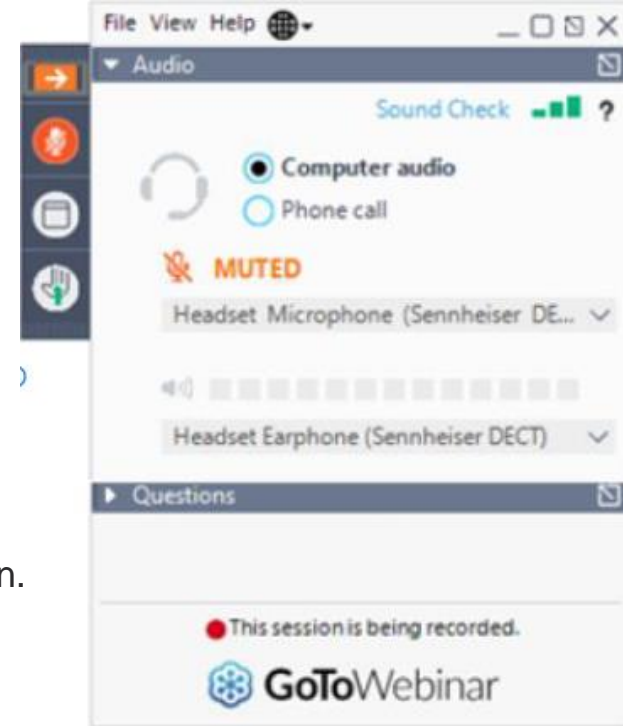 File View Help
Audio
Sound Check ?
Computer audio
Phone call
MUTED
Headset Microphone (Sennheiser DE...
Headset Earphone (Sennheiser DECT)
Questions
n.
This session is being recorded.
GoToWebinar